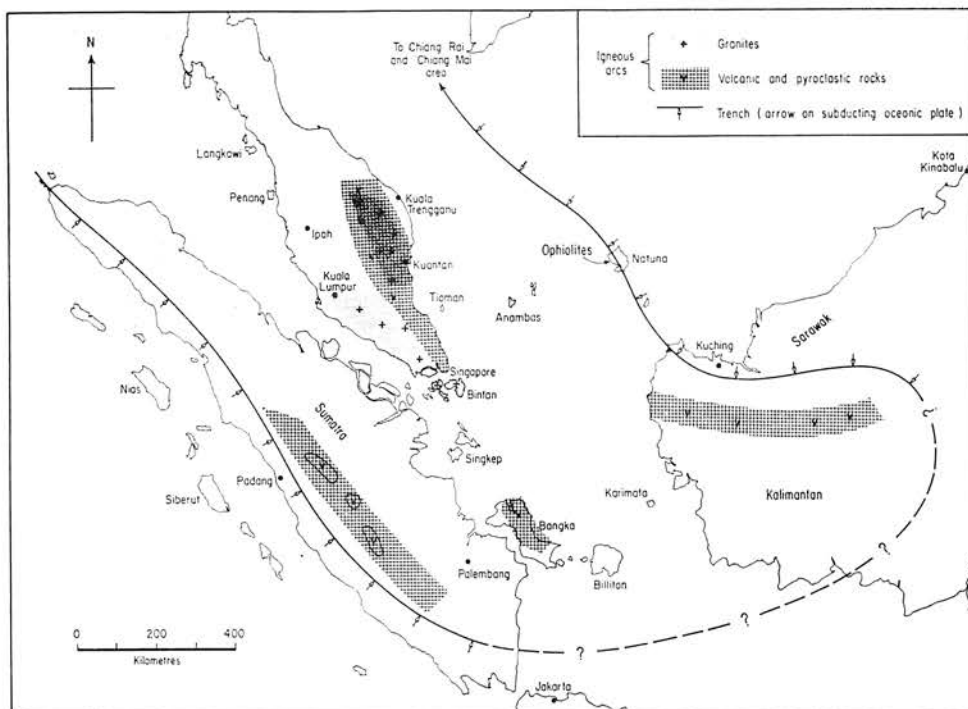 N
To Chiang Rai
and Chiang Mai
area
Igneous
arcs
+ Granites
V Volcanic and pyroclastic rocks
Trench (arrow on subducting oceanic plate)
Langkawi
Penang
Ipoh
Kuala
Trengganu
Kuantan
Kuala
Lumpur
Tioman
Anambas
Ophiolites
Natuna
Kota
Kinabalu
Sarawak
Kuching
Singapore
Bintan
Nias
Sumatra
Singkep
Padang
Siberut
Karimata
Kalimantan
Bangka
Billitan
Palembang
0 200 400
Kilometres
Jakarta
?
?
?
?
?